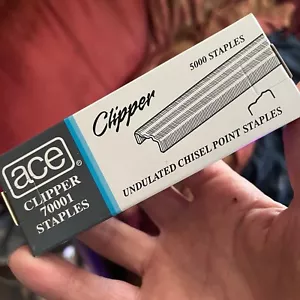 ace®
CLIPPER
70001
STAPLES
Clipper
5000 STAPLES
UNDULATED CHISEL POINT STAPLES